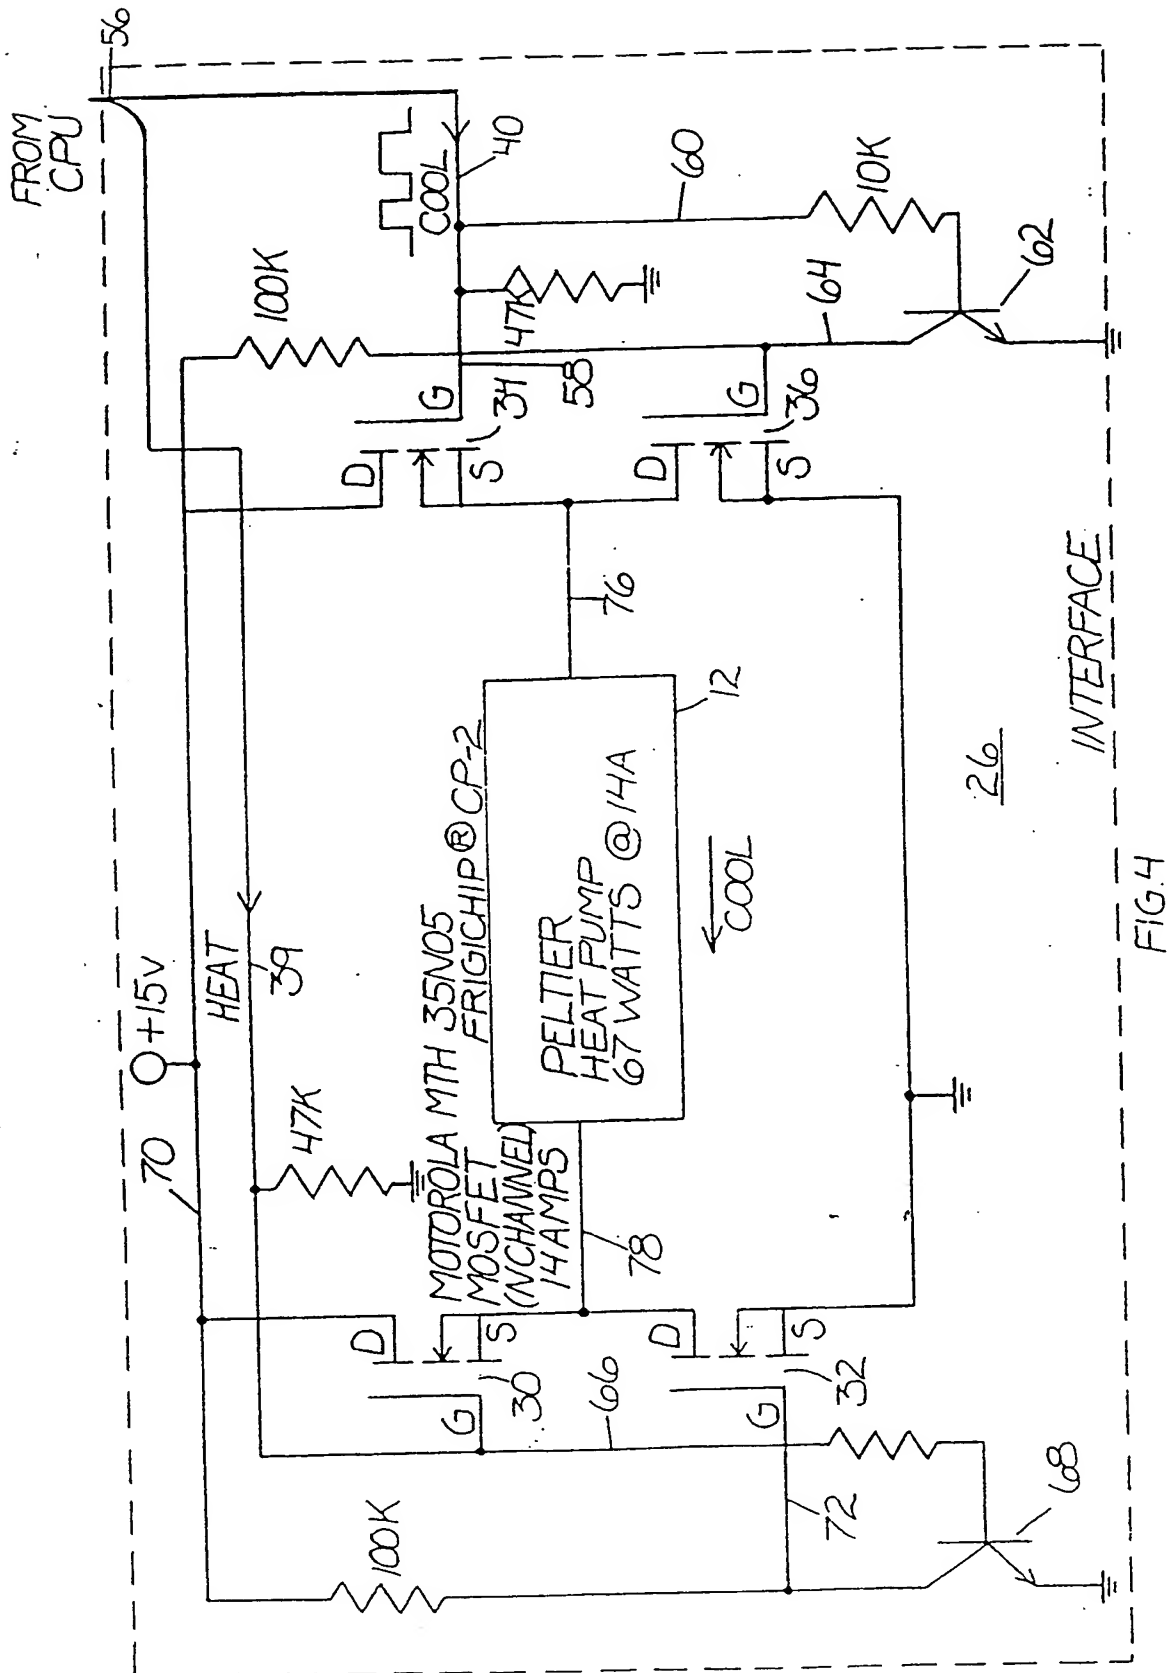 FROM
CPU
56
COOL
40
60
10K
62
64
47K
100K
58
G
D
S
34
G
D
S
36
76
12
MOTOROLA MTH 35N05
FRIGICHIP® CP-2
MOSFET
(N CHANNEL)
14 AMPS
PELTIER
HEAT PUMP
67 WATTS @ 14A
COOL
INTERFACE
26
HEAT
39
+15V
70
47K
78
D
S
G
30
66
D
S
G
32
72
100K
68
FIG.4